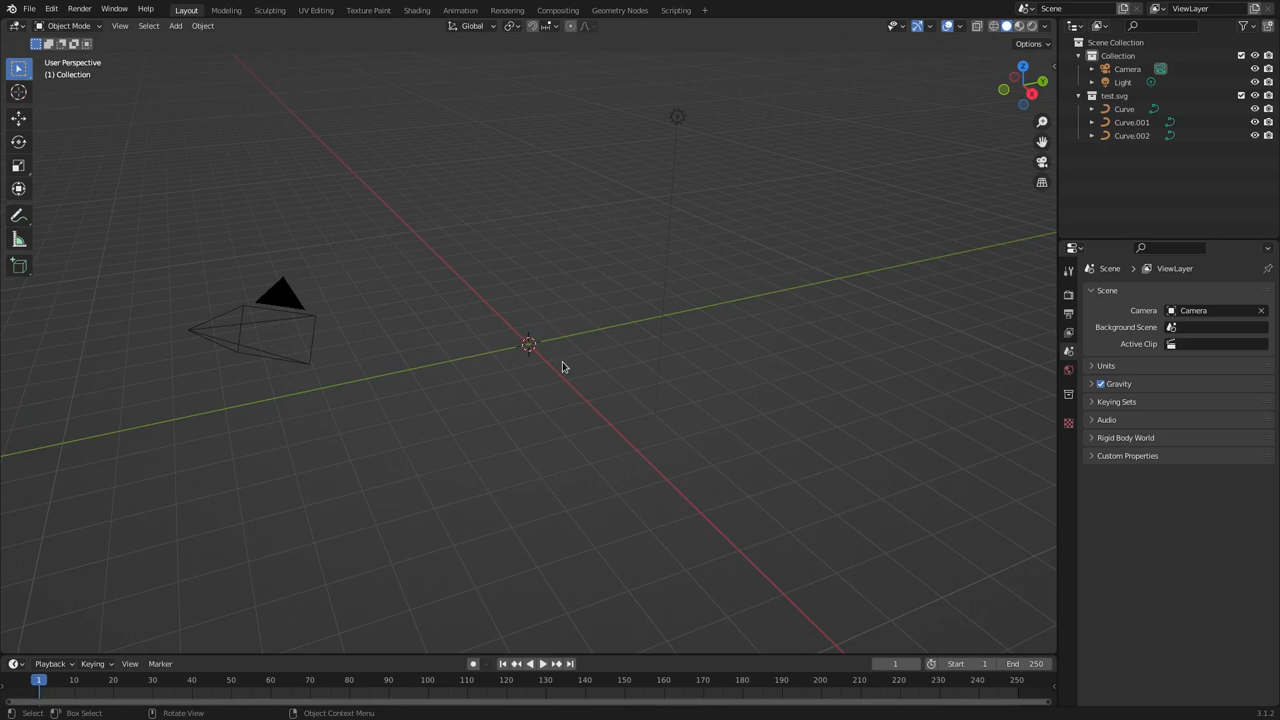 File Edit Render Window Help Layout Modeling Sculpting UV Editing Texture Paint Shading Animation Rendering Compositing Geometry Nodes Scripting + Scene ViewLayer
Object Mode View Select Add Object Global
Options
User Perspective
(1) Collection
Z
Y
X
Scene Collection
Collection
Camera
Light
test.svg
Curve
Curve.001
Curve.002
Scene ViewLayer
Scene
Camera Camera
Background Scene
Active Clip
Units
Gravity
Keying Sets
Audio
Rigid Body World
Custom Properties
Playback Keying View Marker 1 Start 1 End 250
1 10 20 30 40 50 60 70 80 90 100 110 120 130 140 150 160 170 180 190 200 210 220 230 240 250
Select Box Select Rotate View Object Context Menu 3.1.2